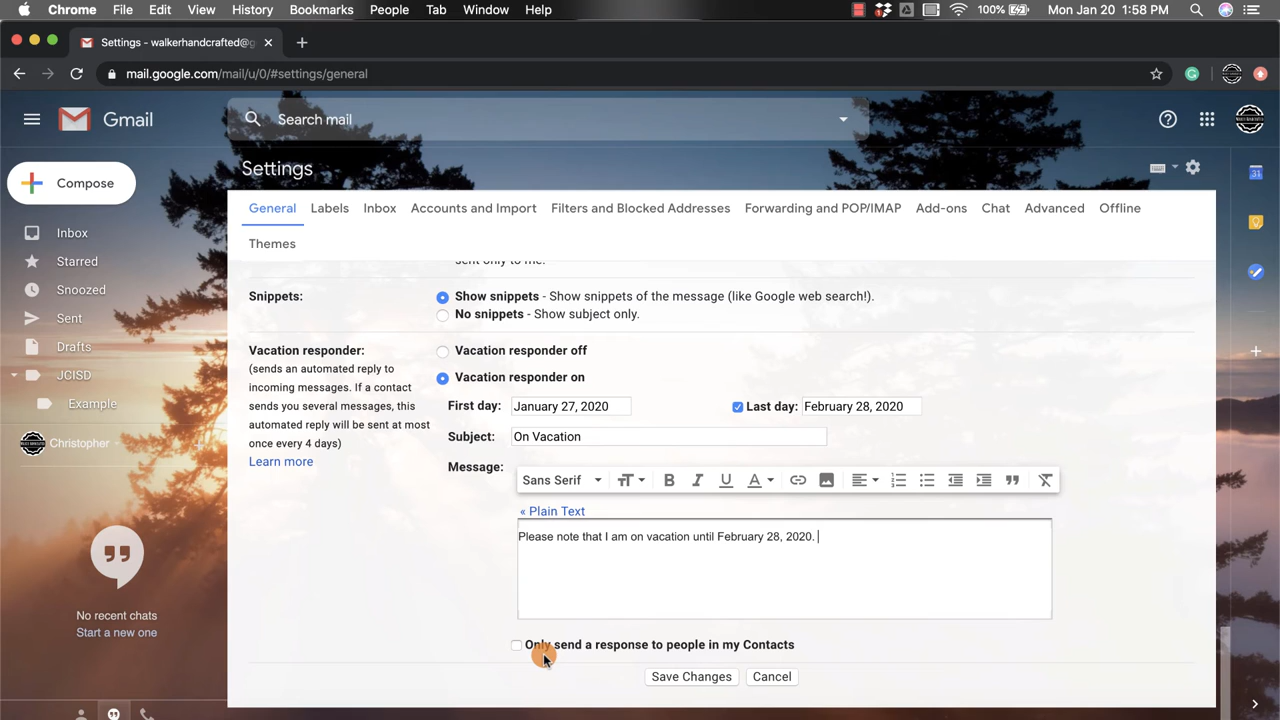 Chrome File Edit View History Bookmarks People Tab Window Help 100% Mon Jan 20 1:58 PM
Settings - walkerhandcrafted@g
mail.google.com/mail/u/0/#settings/general
Gmail
Search mail
Compose
Settings
General Labels Inbox Accounts and Import Filters and Blocked Addresses Forwarding and POP/IMAP Add-ons Chat Advanced Offline
Themes
Inbox
Starred
Snoozed
Sent
Drafts
JCISD
Example
Christopher
No recent chats
Start a new one
sent only to me.
Snippets:
Show snippets - Show snippets of the message (like Google web search!).
No snippets - Show subject only.
Vacation responder:
(sends an automated reply to
incoming messages. If a contact
sends you several messages, this
automated reply will be sent at most
once every 4 days)
Learn more
Vacation responder off
Vacation responder on
First day: January 27, 2020 Last day: February 28, 2020
Subject: On Vacation
Message:
Sans Serif
« Plain Text
Please note that I am on vacation until February 28, 2020.
Only send a response to people in my Contacts
Save Changes Cancel
31